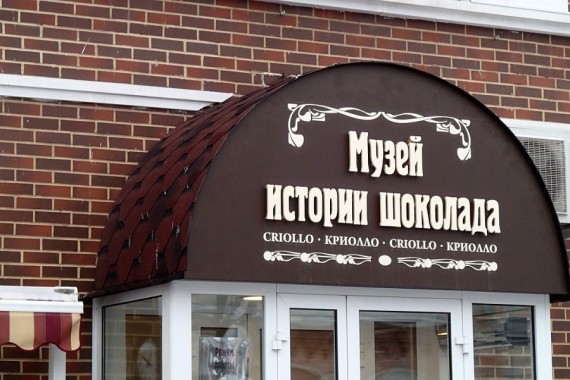 Музей
истории шоколада
CRIOLLO · КРИОЛЛО · CRIOLLO · КРИОЛЛО